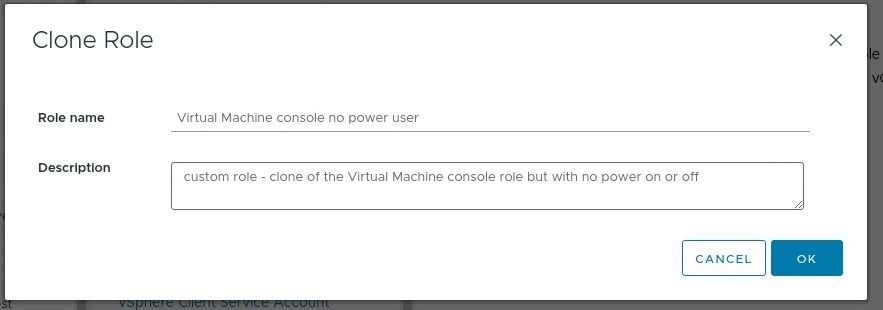 Clone Role
Role name
Virtual Machine console no power user
Description
custom role - clone of the Virtual Machine console role but with no power on or off
CANCEL
OK
vSphere Client Service Account